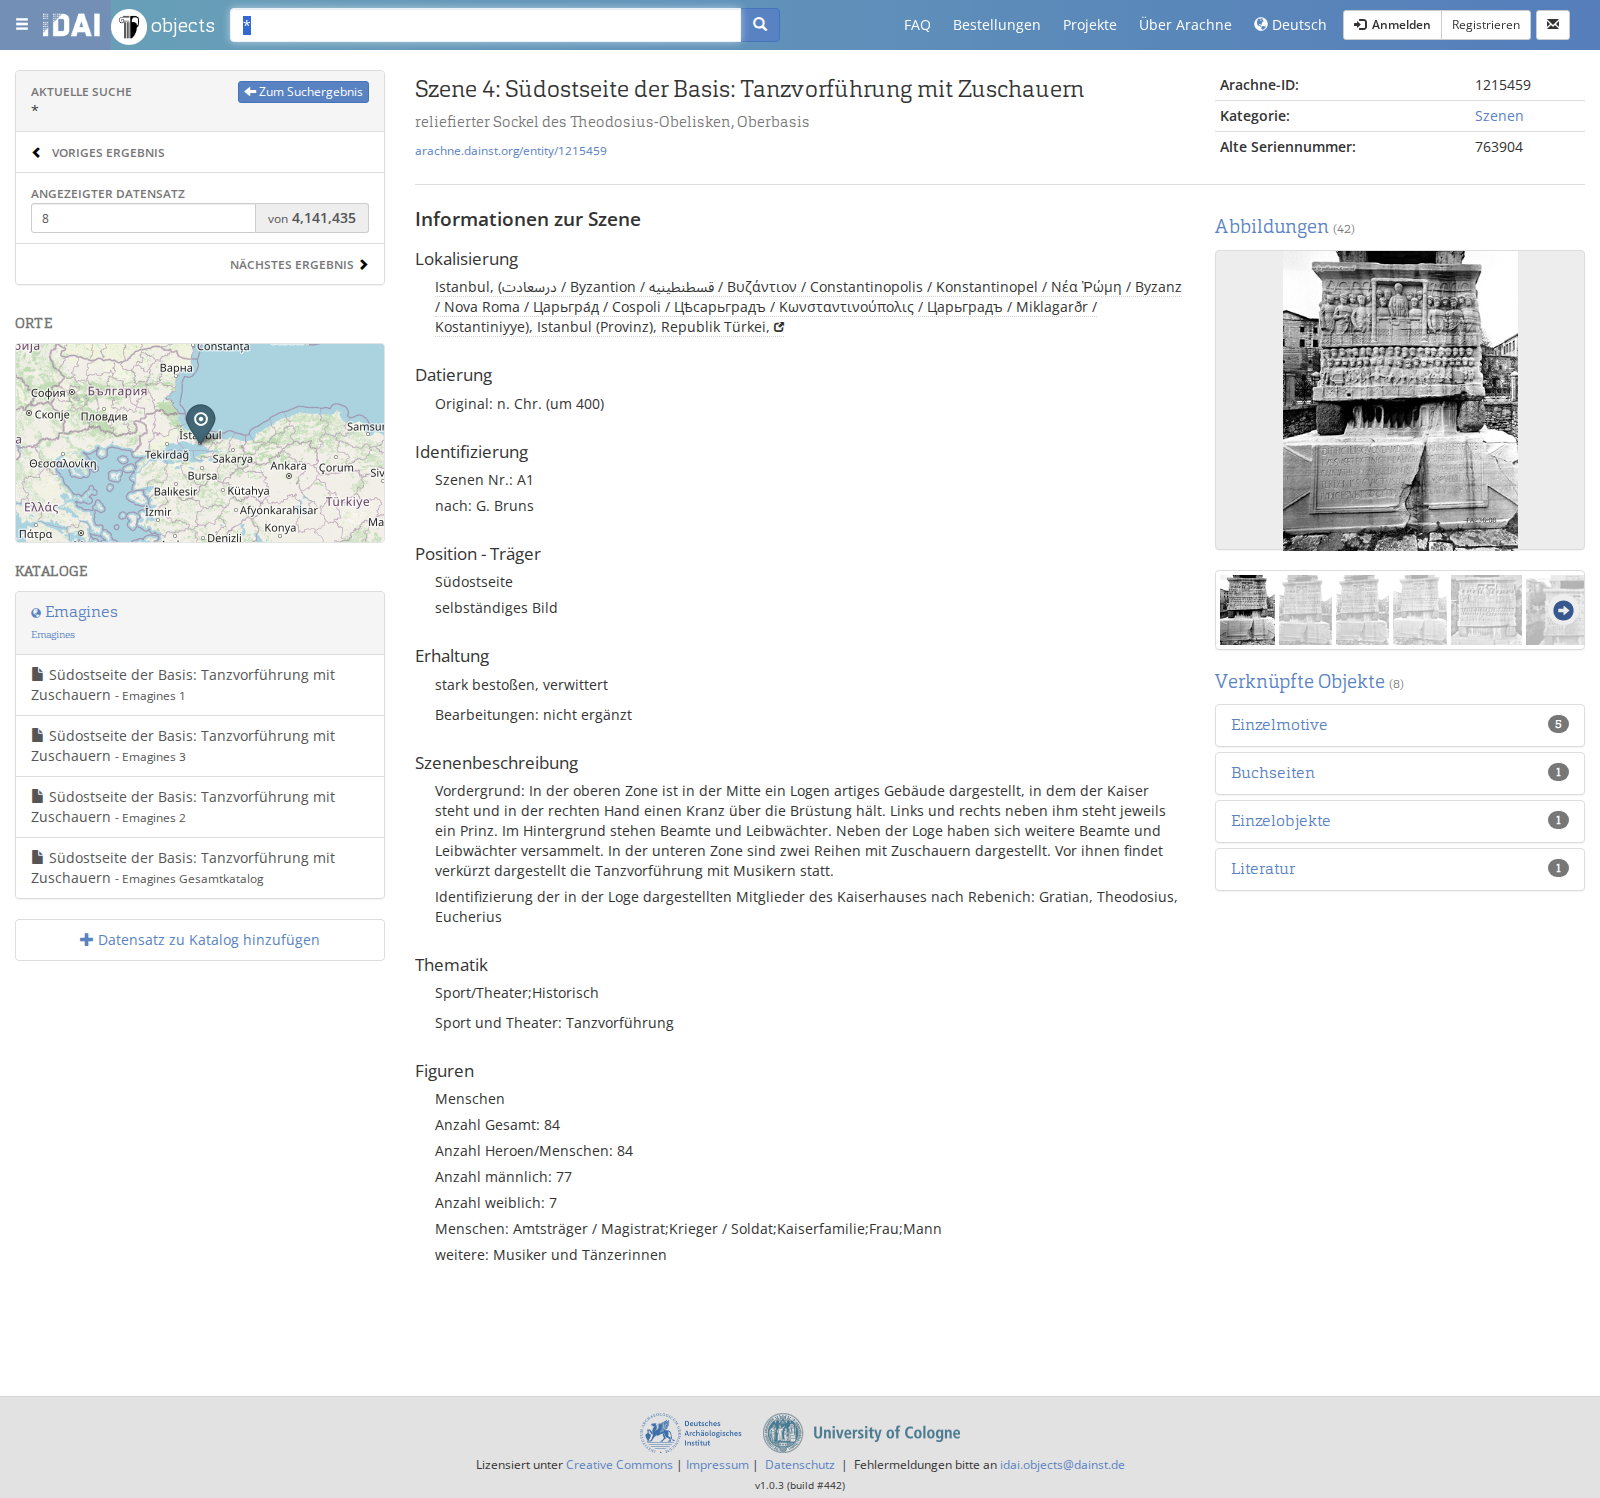 iDAI objects
*
FAQ
Bestellungen
Projekte
Über Arachne
Deutsch
Anmelden
Registrieren
AKTUELLE SUCHE
Zum Suchergebnis
*
VORIGES ERGEBNIS
ANGEZEIGTER DATENSATZ
8
von 4,141,435
NÄCHSTES ERGEBNIS
ORTE
Constanța
Варна
България
София
Скопје
Пловдив
İstanbul
Samsu
Tekirdağ
Sakarya
Θεσσαλονίκη
Bursa
Ankara
Çorum
Siv
Balıkesir
Kütahya
Türkiye
Ελλάς
İzmir
Afyonkarahisar
Ma
Konya
Πάτρα
Denizli
KATALOGE
Emagines
Emagines
Südostseite der Basis: Tanzvorführung mit
Zuschauern - Emagines 1
Südostseite der Basis: Tanzvorführung mit
Zuschauern - Emagines 3
Südostseite der Basis: Tanzvorführung mit
Zuschauern - Emagines 2
Südostseite der Basis: Tanzvorführung mit
Zuschauern - Emagines Gesamtkatalog
Datensatz zu Katalog hinzufügen
Szene 4: Südostseite der Basis: Tanzvorführung mit Zuschauern
reliefierter Sockel des Theodosius-Obelisken, Oberbasis
arachne.dainst.org/entity/1215459
Informationen zur Szene
Lokalisierung
Istanbul, (درسعادت / Byzantion / قسطنطينيه / Βυζάντιον / Constantinopolis / Konstantinopel / Νέα Ῥώμη / Byzanz
/ Nova Roma / Царьгра́д / Cospoli / Цѣсарьградъ / Κωνσταντινούπολις / Царьградъ / Miklagarðr /
Kostantiniyye), Istanbul (Provinz), Republik Türkei,
Datierung
Original: n. Chr. (um 400)
Identifizierung
Szenen Nr.: A1
nach: G. Bruns
Position - Träger
Südostseite
selbständiges Bild
Erhaltung
stark bestoßen, verwittert
Bearbeitungen: nicht ergänzt
Szenenbeschreibung
Vordergrund: In der oberen Zone ist in der Mitte ein Logen artiges Gebäude dargestellt, in dem der Kaiser
steht und in der rechten Hand einen Kranz über die Brüstung hält. Links und rechts neben ihm steht jeweils
ein Prinz. Im Hintergrund stehen Beamte und Leibwächter. Neben der Loge haben sich weitere Beamte und
Leibwächter versammelt. In der unteren Zone sind zwei Reihen mit Zuschauern dargestellt. Vor ihnen findet
verkürzt dargestellt die Tanzvorführung mit Musikern statt.
Identifizierung der in der Loge dargestellten Mitglieder des Kaiserhauses nach Rebenich: Gratian, Theodosius,
Eucherius
Thematik
Sport/Theater;Historisch
Sport und Theater: Tanzvorführung
Figuren
Menschen
Anzahl Gesamt: 84
Anzahl Heroen/Menschen: 84
Anzahl männlich: 77
Anzahl weiblich: 7
Menschen: Amtsträger / Magistrat;Krieger / Soldat;Kaiserfamilie;Frau;Mann
weitere: Musiker und Tänzerinnen
Arachne-ID: 1215459
Kategorie: Szenen
Alte Seriennummer: 763904
Abbildungen (42)
Verknüpfte Objekte (8)
Einzelmotive 5
Buchseiten 1
Einzelobjekte 1
Literatur 1
Deutsches
Archäologisches
Institut
University of Cologne
Lizensiert unter Creative Commons | Impressum | Datenschutz | Fehlermeldungen bitte an idai.objects@dainst.de
v1.0.3 (build #442)